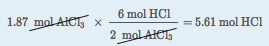 1.87 mol AlCl₃ × 6 mol HCl / 2 mol AlCl₃ = 5.61 mol HCl